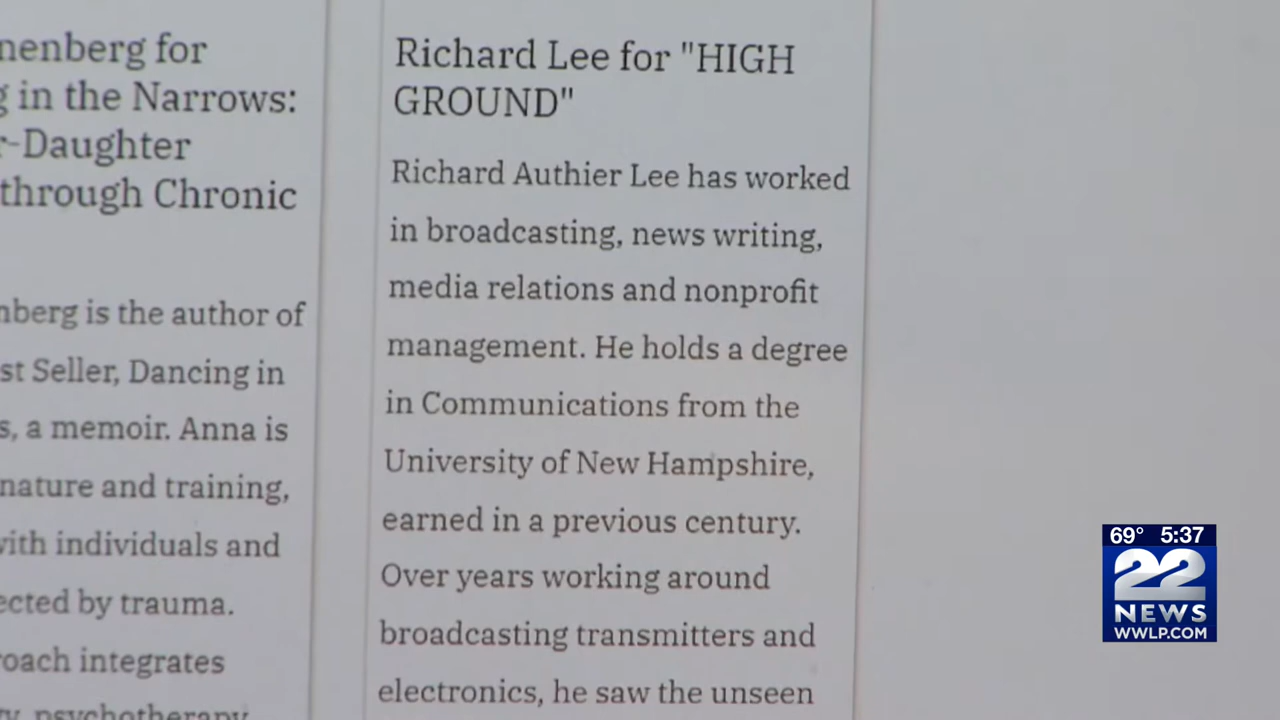 nenberg for
in the Narrows:
-Daughter
through Chronic
nberg is the author of
st Seller, Dancing in
s, a memoir. Anna is
nature and training,
with individuals and
ected by trauma.
roach integrates
psychotherapy
Richard Lee for "HIGH
GROUND"
Richard Authier Lee has worked
in broadcasting, news writing,
media relations and nonprofit
management. He holds a degree
in Communications from the
University of New Hampshire,
earned in a previous century.
Over years working around
broadcasting transmitters and
electronics, he saw the unseen
69° 5:37
22
NEWS
WWLP.COM